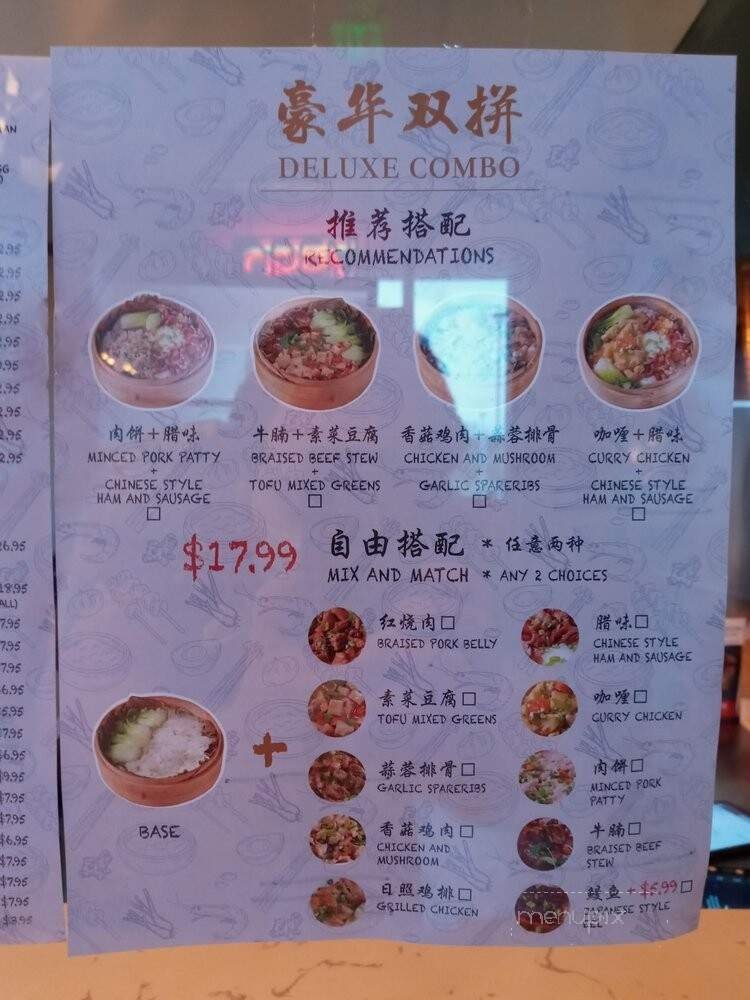 豪华双拼
DELUXE COMBO
推荐搭配
RECOMMENDATIONS
肉饼+腊味
MINCED PORK PATTY
+
CHINESE STYLE
HAM AND SAUSAGE
牛腩+素菜豆腐
BRAISED BEEF STEW
+
TOFU MIXED GREENS
香菇鸡肉+蒜蓉排骨
CHICKEN AND MUSHROOM
+
GARLIC SPARERIBS
咖喱+腊味
CURRY CHICKEN
+
CHINESE STYLE
HAM AND SAUSAGE
$17.99
自由搭配 * 任意两种
MIX AND MATCH * ANY 2 CHOICES
BASE
+
红烧肉
BRAISED PORK BELLY
腊味
CHINESE STYLE
HAM AND SAUSAGE
素菜豆腐
TOFU MIXED GREENS
咖喱
CURRY CHICKEN
蒜蓉排骨
GARLIC SPARERIBS
肉饼
MINCED PORK
PATTY
香菇鸡肉
CHICKEN AND
MUSHROOM
牛腩
BRAISED BEEF
STEW
日照鸡排
GRILLED CHICKEN
鳗鱼 +$5.99
JAPANESE STYLE
EEL
menupix